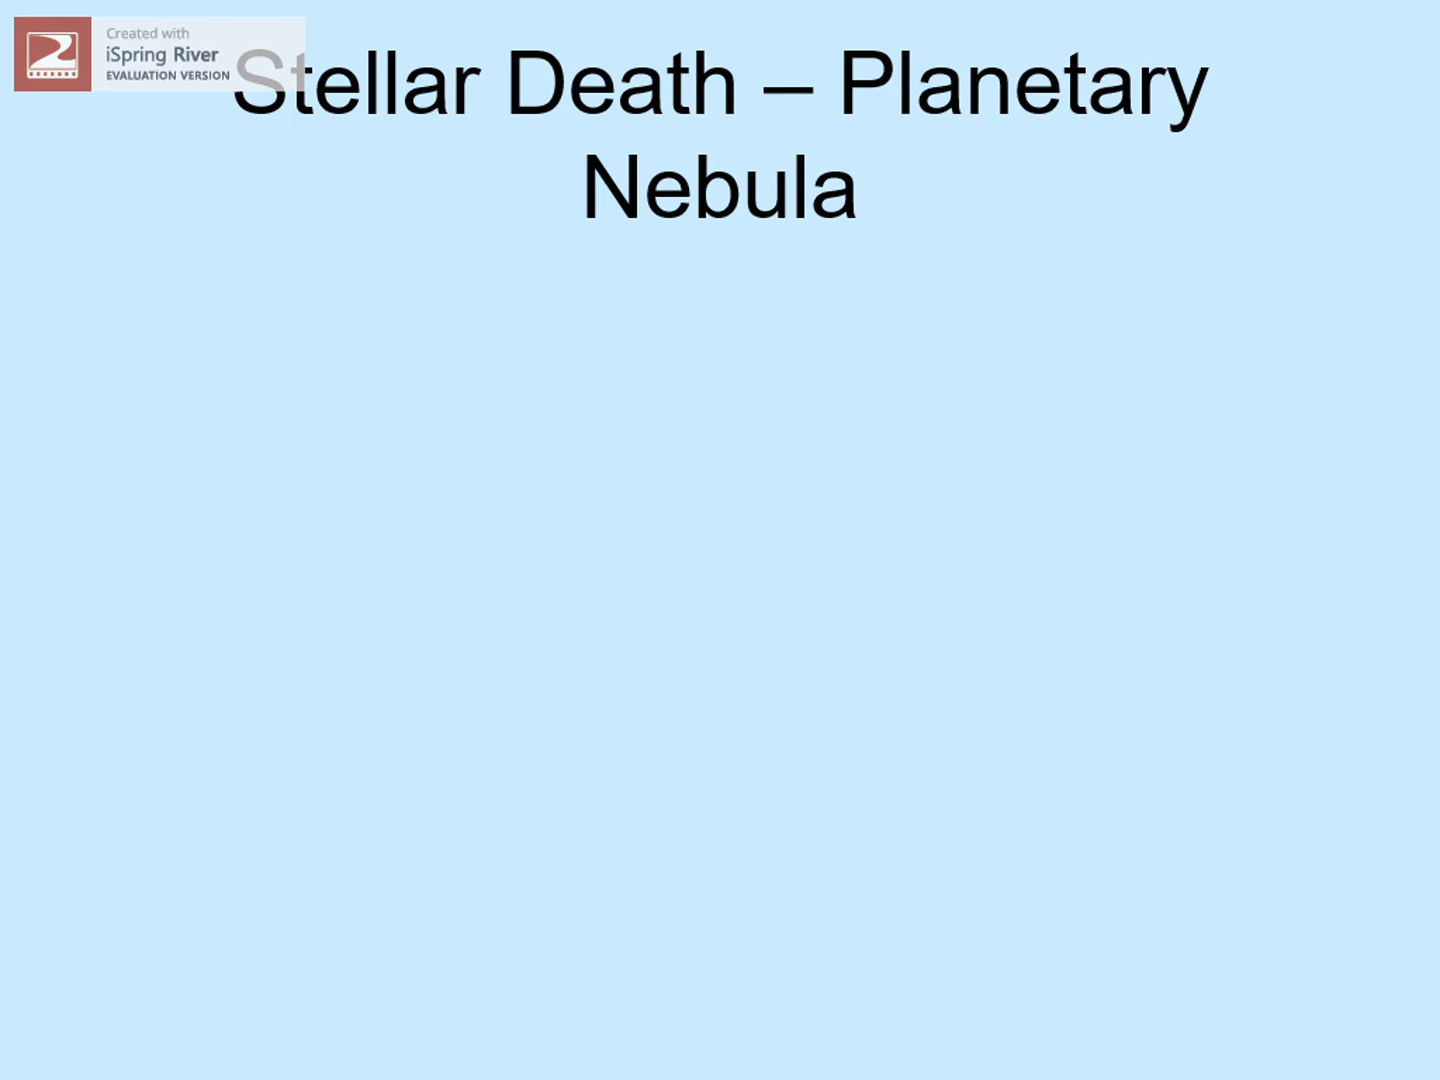 Created with
iSpring River
EVALUATION VERSION
Stellar Death – Planetary
Nebula